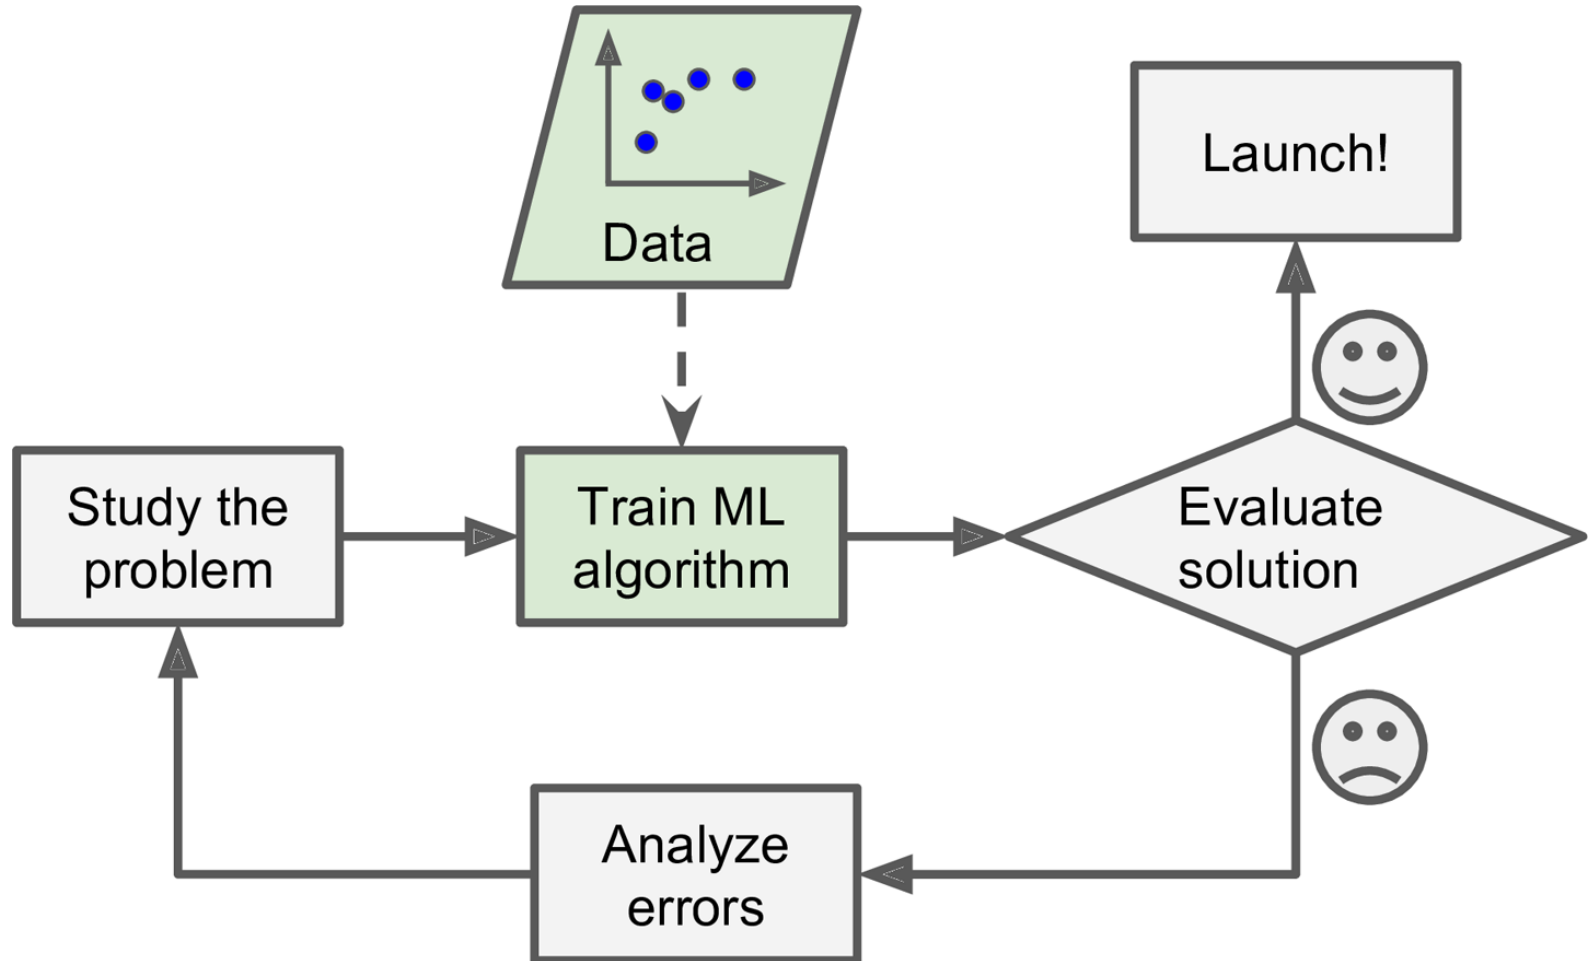 Data
Launch!
Study the
problem
Train ML
algorithm
Evaluate
solution
Analyze
errors